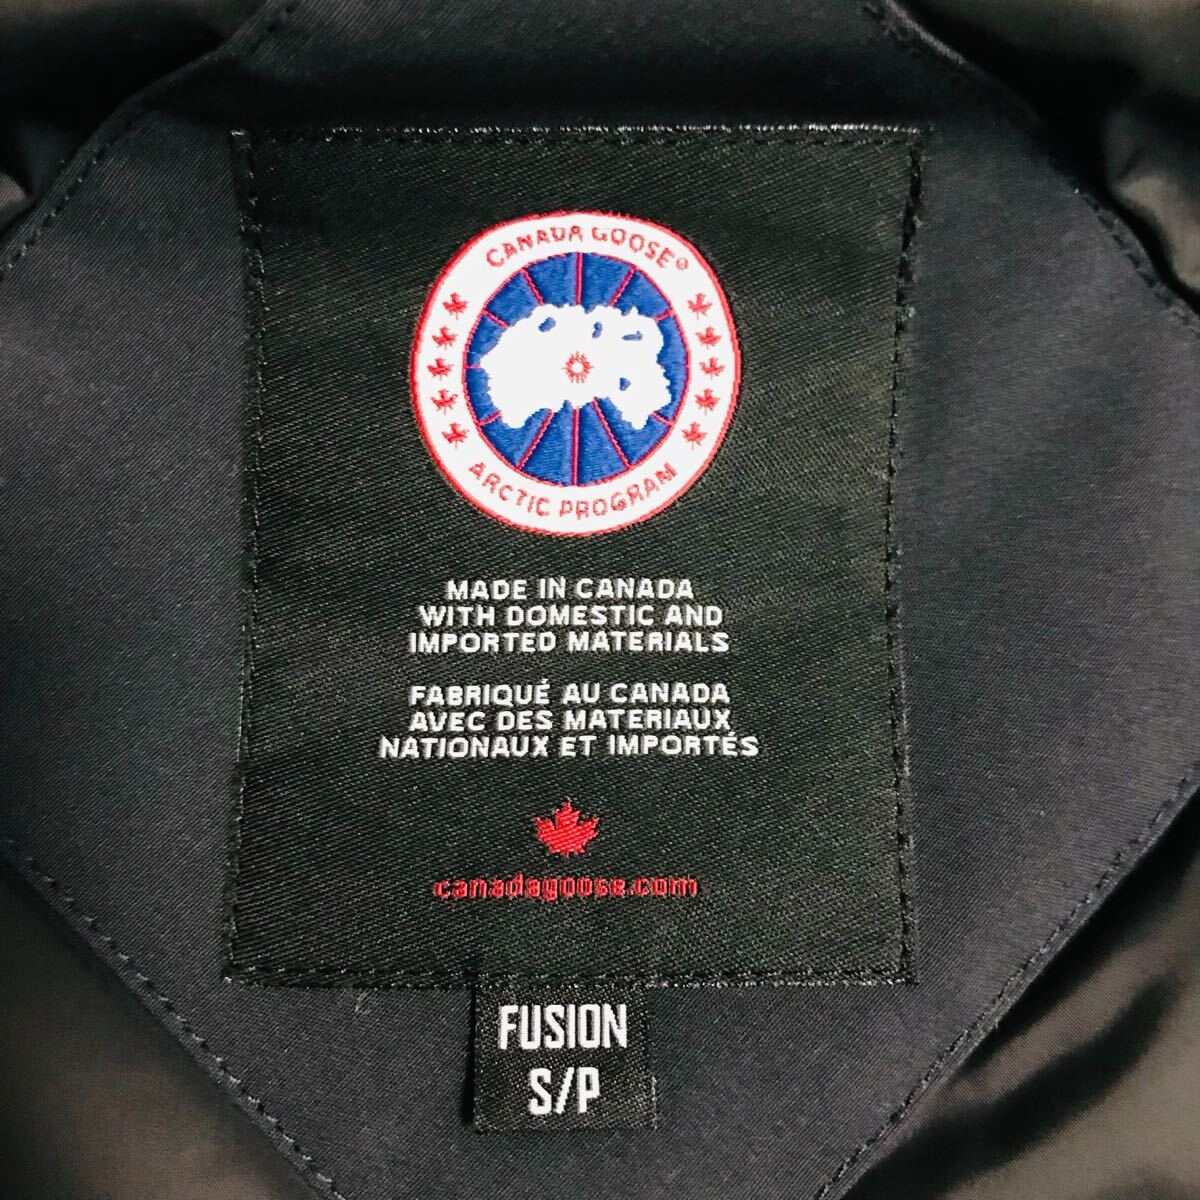 CANADA GOOSE®
ARCTIC PROGRAM
MADE IN CANADA
WITH DOMESTIC AND
IMPORTED MATERIALS
FABRIQUÉ AU CANADA
AVEC DES MATERIAUX
NATIONAUX ET IMPORTÉS
canadagoose.com
FUSION
S/P